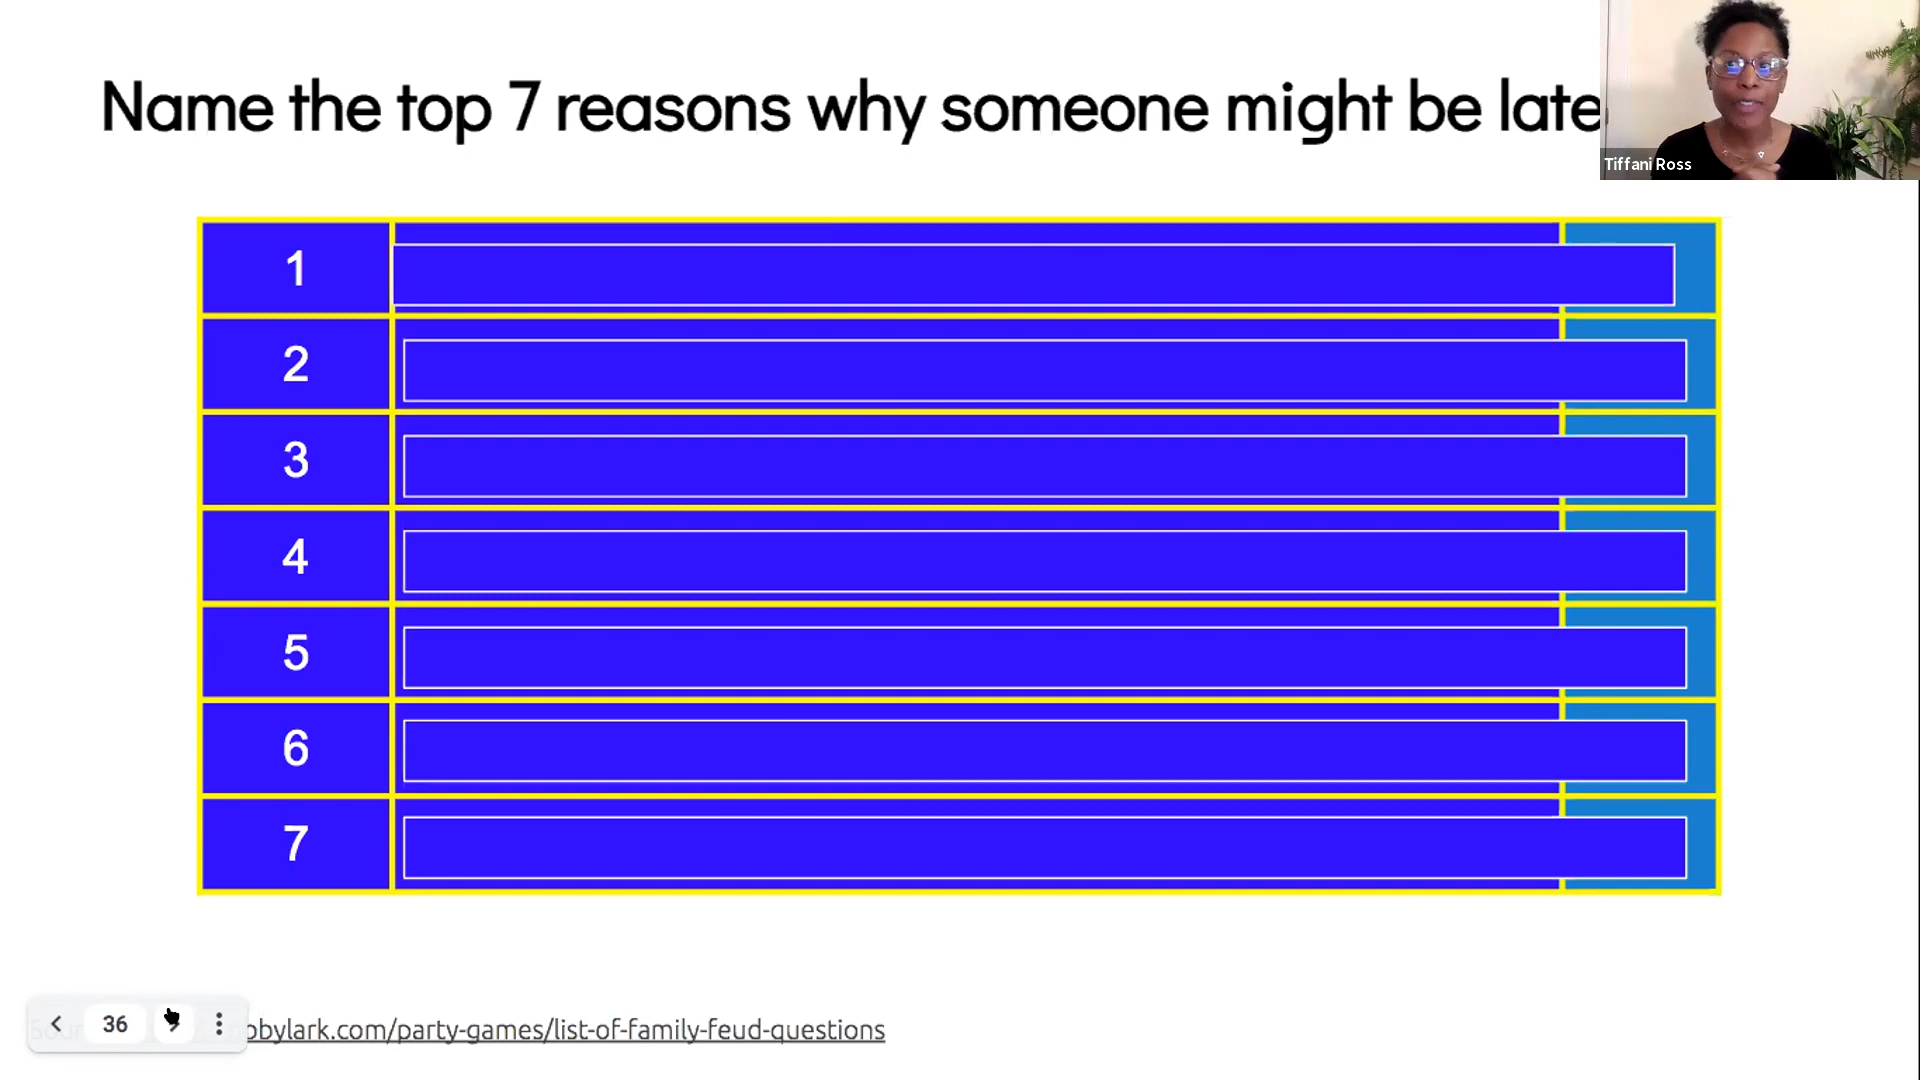 Name the top 7 reasons why someone might be late
Tiffani Ross
1
2
3
4
5
6
7
36
bbylark.com/party-games/list-of-family-feud-questions